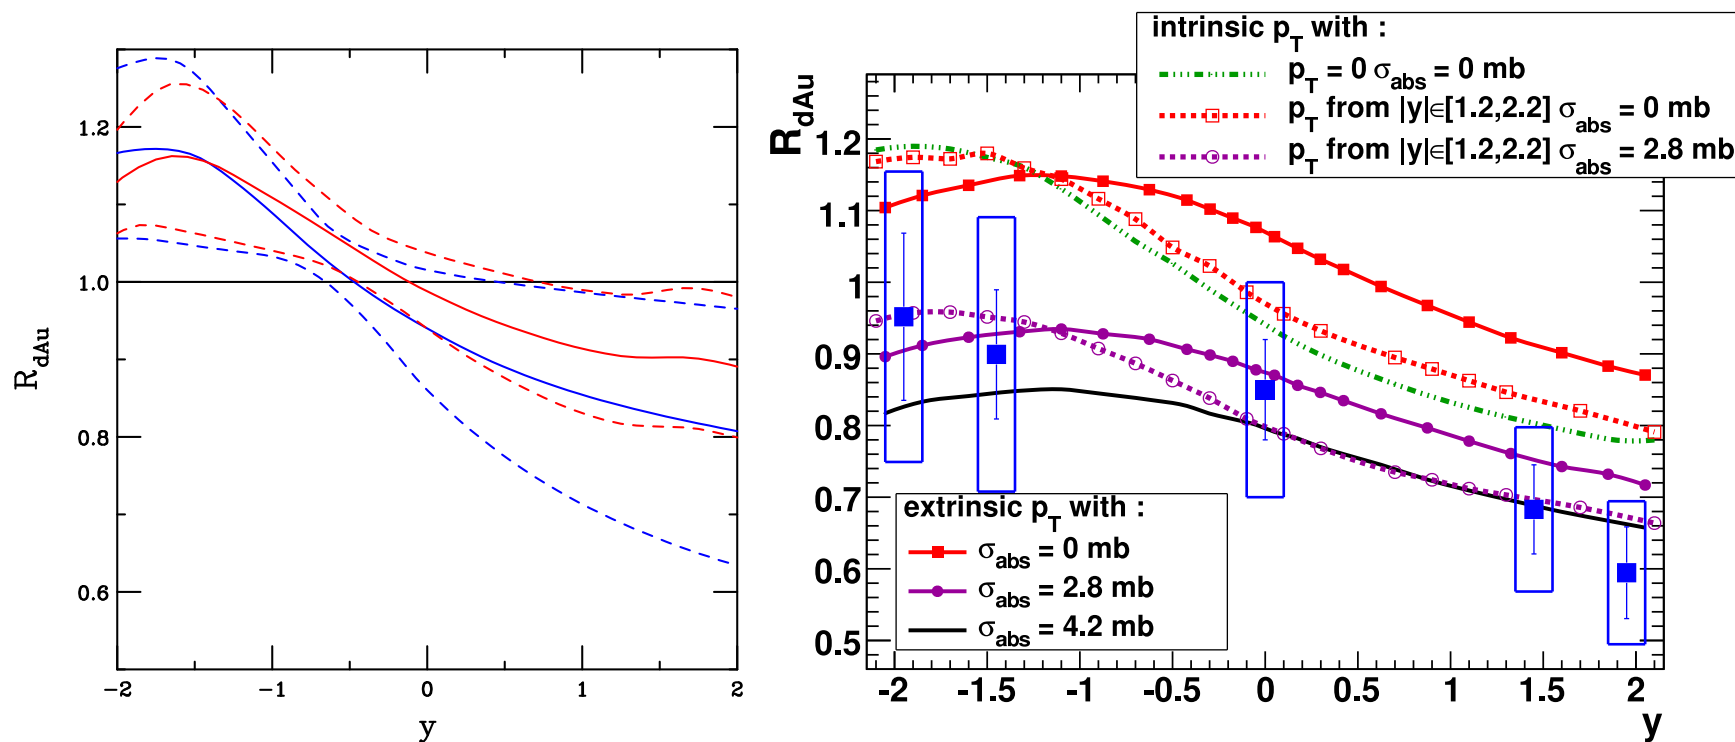 R_dAu
1.2
1.0
0.8
0.6
−2
−1
0
1
2
y
intrinsic p_T with :
p_T = 0 σ_abs = 0 mb
p_T from |y|∈[1.2,2.2] σ_abs = 0 mb
p_T from |y|∈[1.2,2.2] σ_abs = 2.8 mb
R_dAu
1.2
1.1
1
0.9
0.8
0.7
0.6
0.5
extrinsic p_T with :
σ_abs = 0 mb
σ_abs = 2.8 mb
σ_abs = 4.2 mb
-2
-1.5
-1
-0.5
0
0.5
1
1.5
2
y